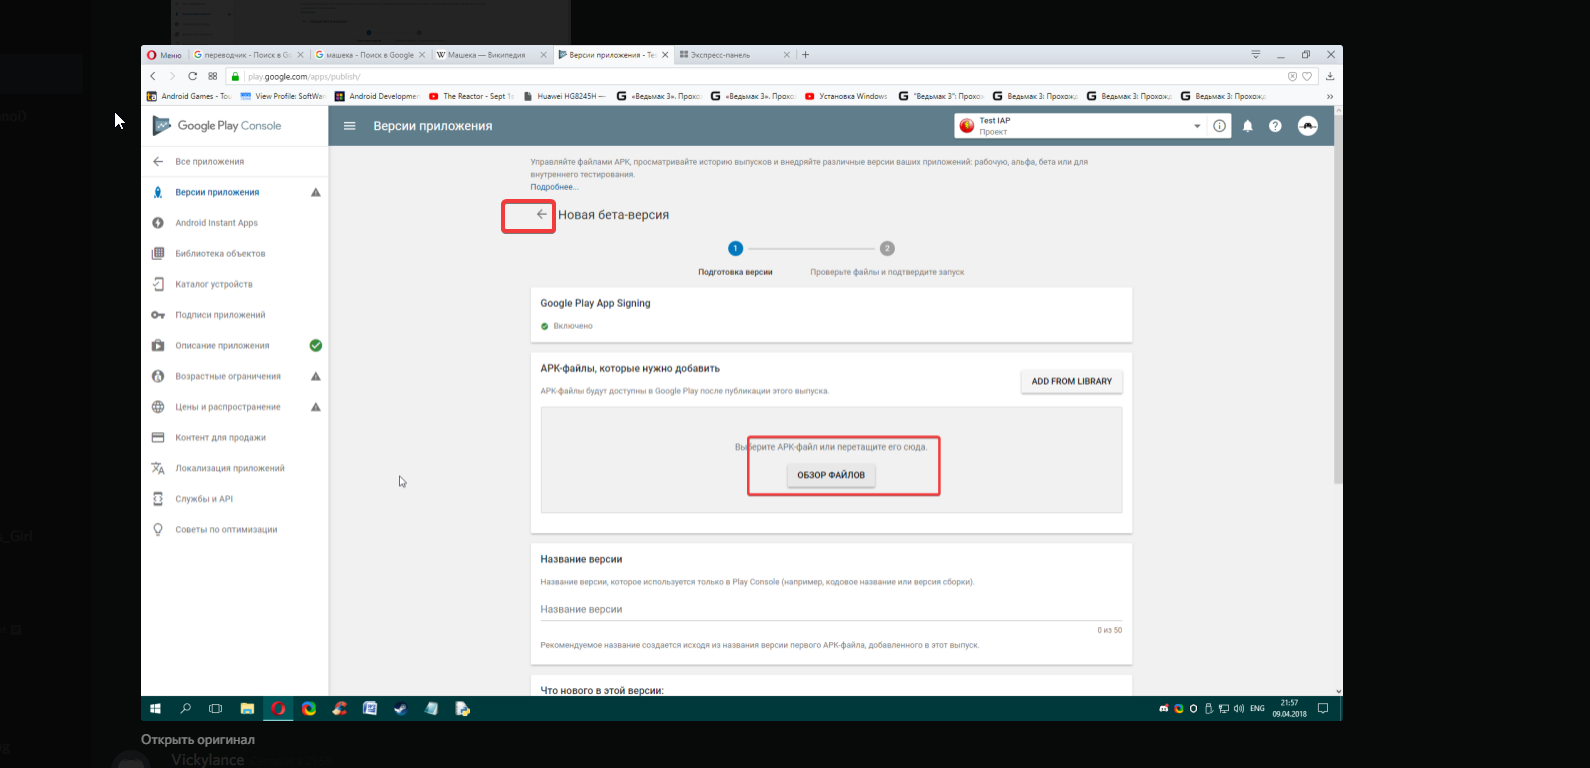 Меню
переводчик - Поиск в Go
машека - Поиск в Google
Машека — Википедия
Версии приложения - Tes
Экспресс-панель
play.google.com/apps/publish/
Android Games - Tou
View Profile: SoftWar
Android Developmer
The Reactor - Sept 1
Huawei HG8245H —
«Ведьмак 3». Прохо
«Ведьмак 3». Прохо
Установка Windows
"Ведьмак 3": Прохо
Ведьмак 3: Прохожд
Ведьмак 3: Прохожд
Ведьмак 3: Прохожд
Google Play Console
Версии приложения
Test IAP
Проект
Все приложения
Версии приложения
Android Instant Apps
Библиотека объектов
Каталог устройств
Подписи приложений
Описание приложения
Возрастные ограничения
Цены и распространение
Контент для продажи
Локализация приложений
Службы и API
Советы по оптимизации
Управляйте файлами APK, просматривайте историю выпусков и внедряйте различные версии ваших приложений: рабочую, альфа, бета или для
внутреннего тестирования.
Подробнее...
Новая бета-версия
1
2
Подготовка версии
Проверьте файлы и подтвердите запуск
Google Play App Signing
Включено
APK-файлы, которые нужно добавить
APK-файлы будут доступны в Google Play после публикации этого выпуска.
ADD FROM LIBRARY
Выберите APK-файл или перетащите его сюда.
ОБЗОР ФАЙЛОВ
Название версии
Название версии, которое используется только в Play Console (например, кодовое название или версия сборки).
Название версии
0 из 50
Рекомендуемое название создается исходя из названия версии первого APK-файла, добавленного в этот выпуск.
Что нового в этой версии:
ENG
21:57
09.04.2018
Открыть оригинал
Vickylance